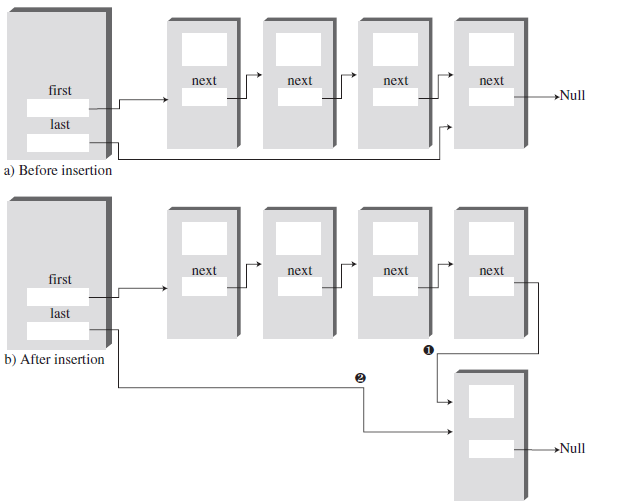 first
next
next
next
next
Null
last
a) Before insertion
first
next
next
next
next
last
b) After insertion
❶
❷
Null